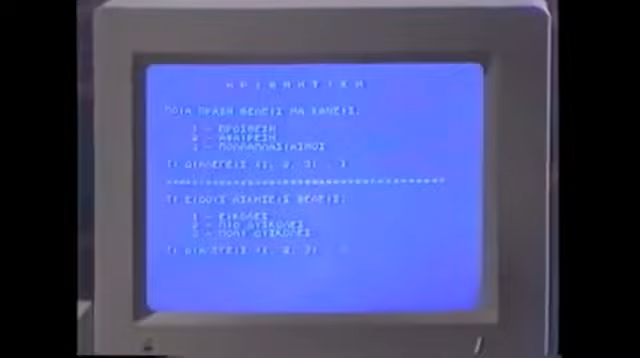 Α Ρ Ι Θ Μ Η Τ Ι Κ Η
ΠΟΙΑ ΠΡΑΞΗ ΘΕΛΕΙΣ ΝΑ ΚΑΝΕΙΣ;
1 - ΠΡΟΣΘΕΣΗ
2 - ΑΦΑΙΡΕΣΗ
3 - ΠΟΛΛΑΠΛΑΣΙΑΣΜΟΣ
ΤΙ ΔΙΑΛΕΓΕΙΣ (1, 2, 3)
ΤΙ ΕΙΔΟΥΣ ΑΣΚΗΣΕΙΣ ΘΕΛΕΙΣ;
1 - ΕΥΚΟΛΕΣ
2 - ΠΙΟ ΔΥΣΚΟΛΕΣ
3 - ΠΟΛΥ ΔΥΣΚΟΛΕΣ
ΤΙ ΔΙΑΛΕΓΕΙΣ (1, 2, 3)